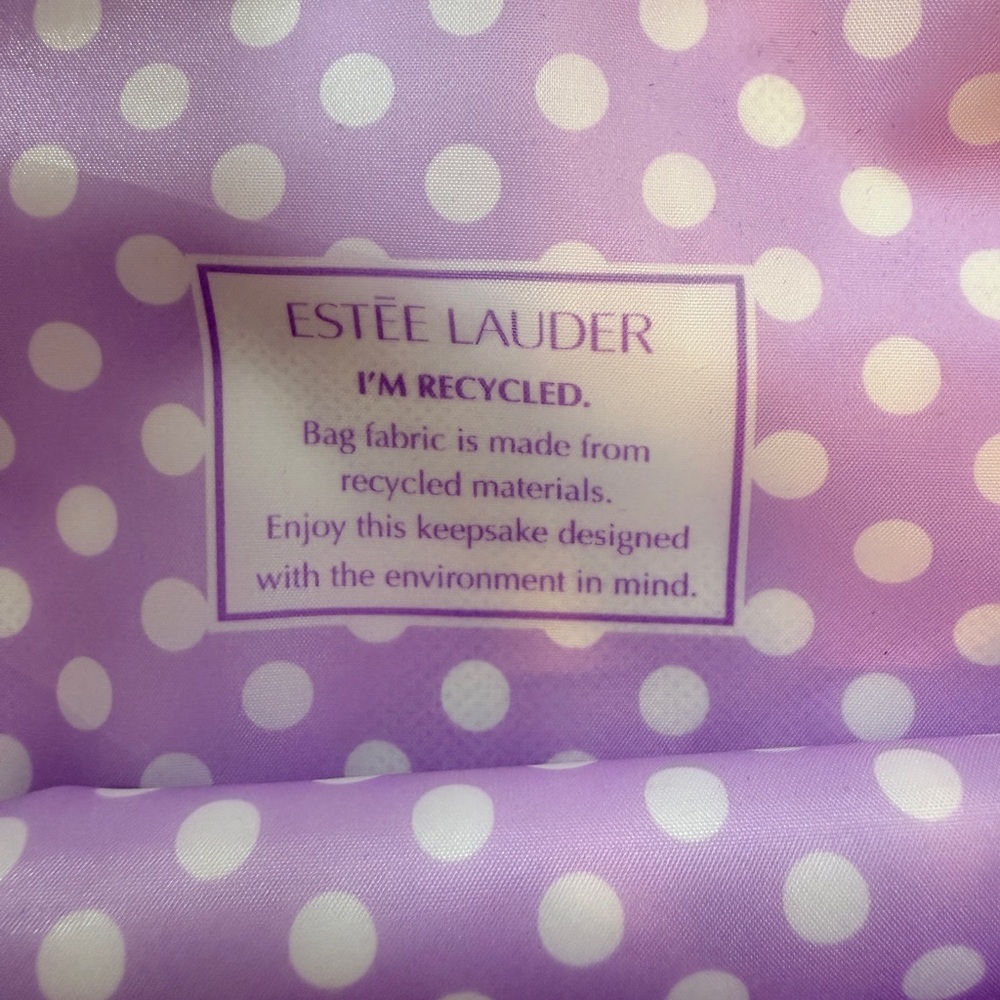 ESTĒE LAUDER
I'M RECYCLED.
Bag fabric is made from
recycled materials.
Enjoy this keepsake designed
with the environment in mind.